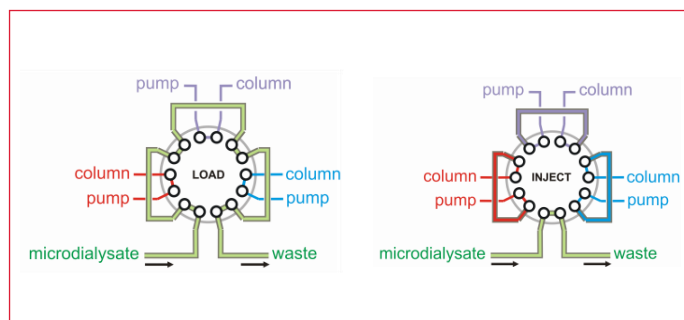 pump column
column LOAD column
pump pump
microdialysate waste
pump column
column INJECT column
pump pump
microdialysate waste